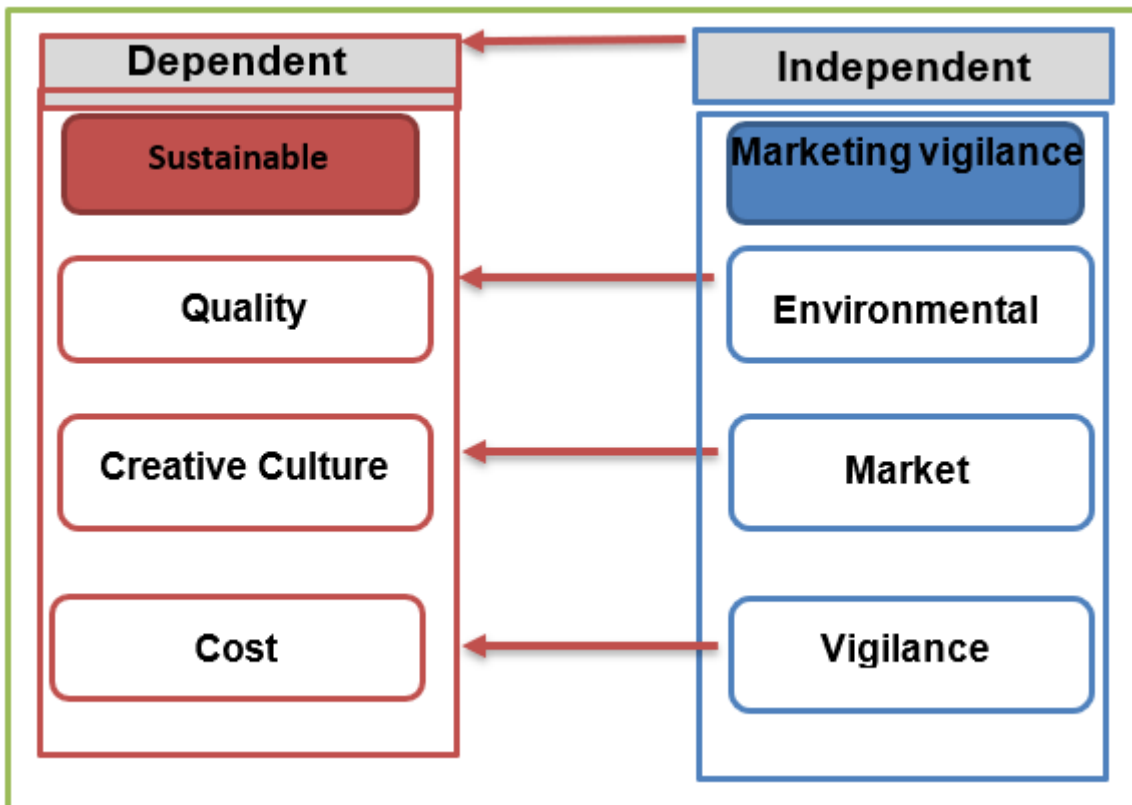 Dependent
Independent
Sustainable
Marketing vigilance
Quality
Environmental
Creative Culture
Market
Cost
Vigilance